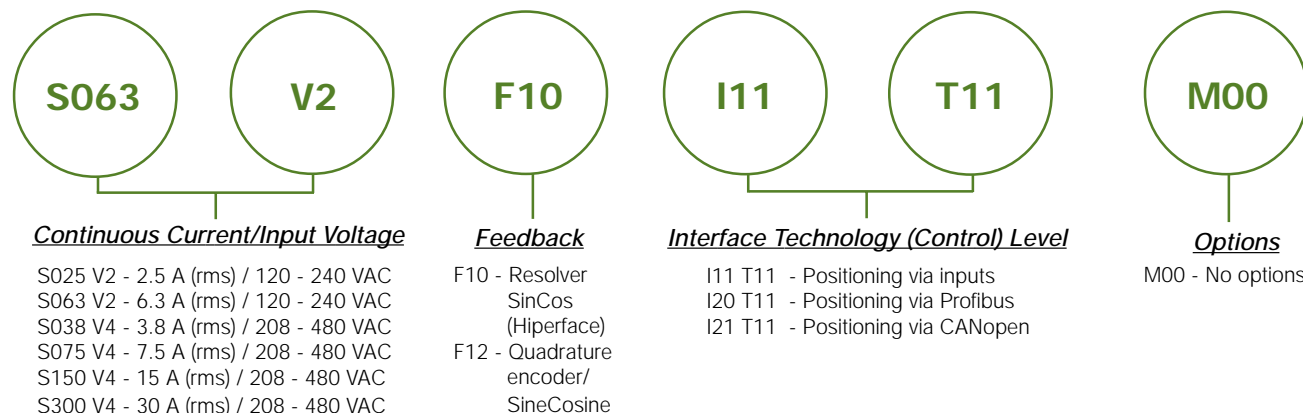 S063 V2 F10 I11 T11 M00
Continuous Current/Input Voltage
S025 V2 - 2.5 A (rms) / 120 - 240 VAC
S063 V2 - 6.3 A (rms) / 120 - 240 VAC
S038 V4 - 3.8 A (rms) / 208 - 480 VAC
S075 V4 - 7.5 A (rms) / 208 - 480 VAC
S150 V4 - 15 A (rms) / 208 - 480 VAC
S300 V4 - 30 A (rms) / 208 - 480 VAC
Feedback
F10 - Resolver
SinCos
(Hiperface)
F12 - Quadrature
encoder/
SineCosine
Interface Technology (Control) Level
I11 T11 - Positioning via inputs
I20 T11 - Positioning via Profibus
I21 T11 - Positioning via CANopen
Options
M00 - No options